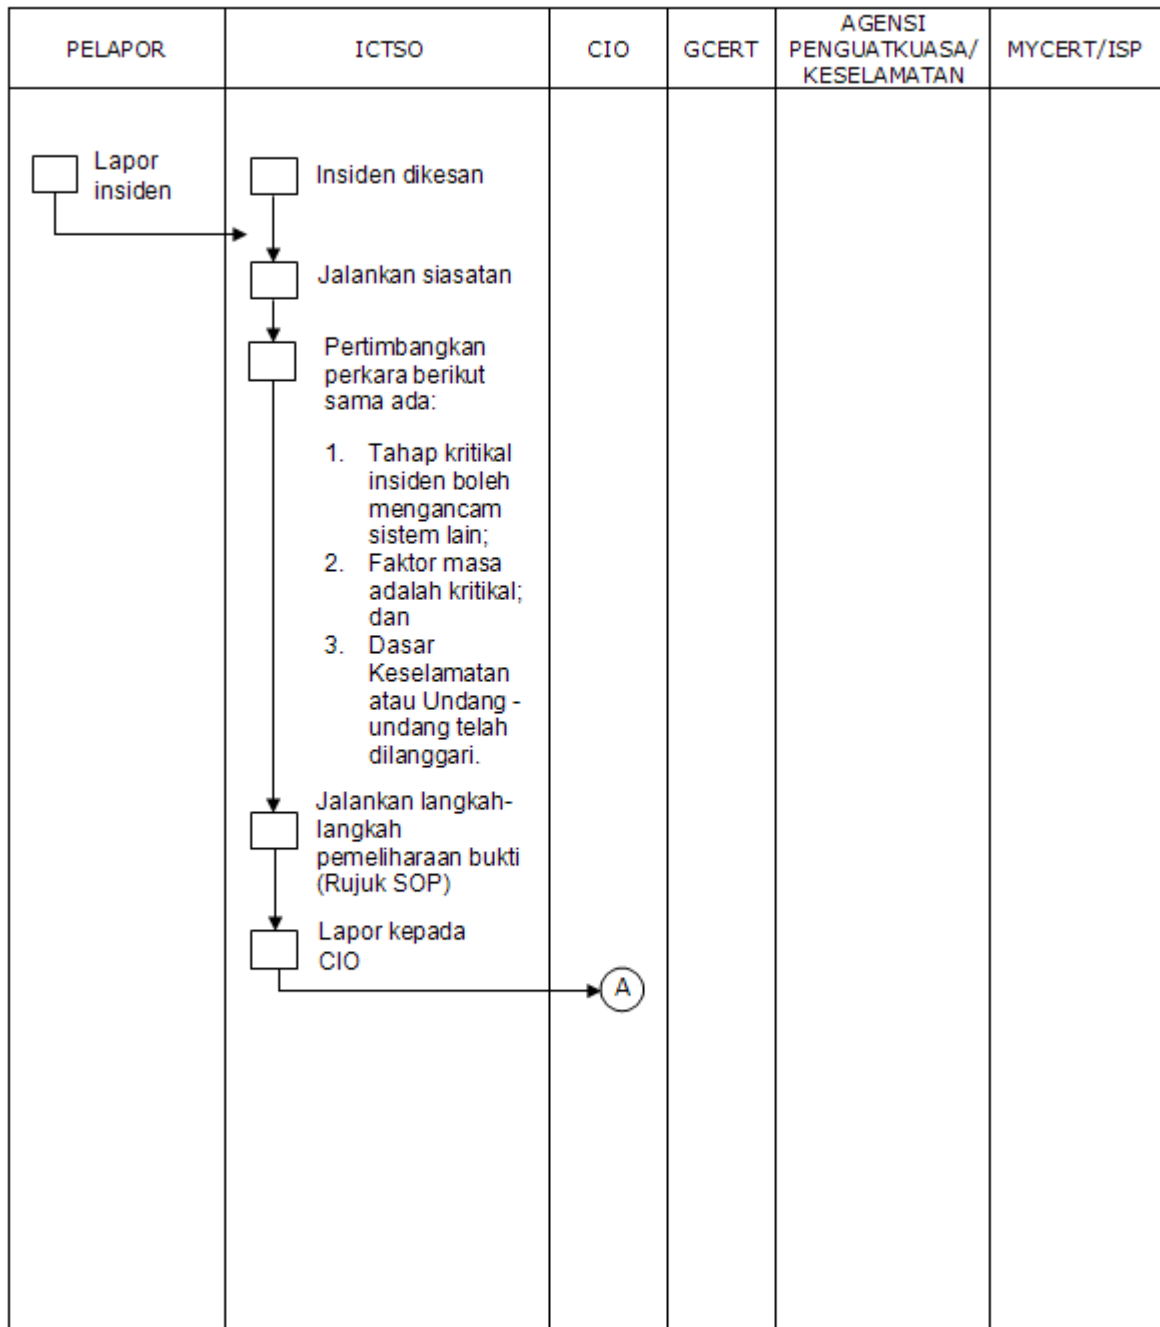 PELAPOR
ICTSO
CIO
GCERT
AGENSI
PENGUATKUASA/
KESELAMATAN
MYCERT/ISP
Lapor
insiden
Insiden dikesan
Jalankan siasatan
Pertimbangkan
perkara berikut
sama ada:
1. Tahap kritikal
insiden boleh
mengancam
sistem lain;
2. Faktor masa
adalah kritikal;
dan
3. Dasar
Keselamatan
atau Undang -
undang telah
dilanggari.
Jalankan langkah-
langkah
pemeliharaan bukti
(Rujuk SOP)
Lapor kepada
CIO
A